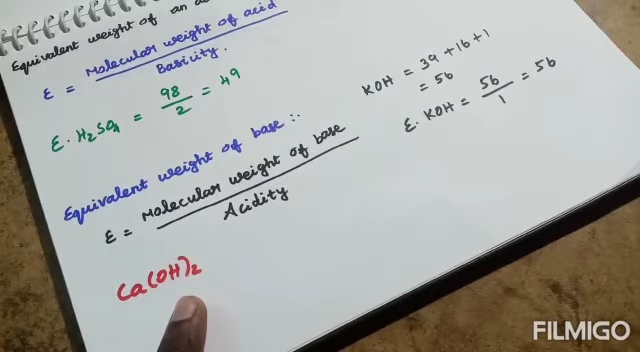 Equivalent weight of an
E = Molecular weight of acid
Basicity.
E. H2SO4 = 98/2 = 49
KOH = 39 + 16 + 1
= 56
E. KOH = 56/1 = 56
Equivalent weight of base :-
E = Molecular weight of base
Acidity
Ca(OH)2
FILMIGO